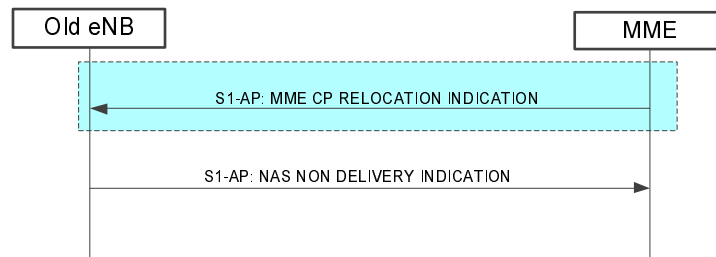 Old eNB
MME
S1-AP: MME CP RELOCATION INDICATION
S1-AP: NAS NON DELIVERY INDICATION